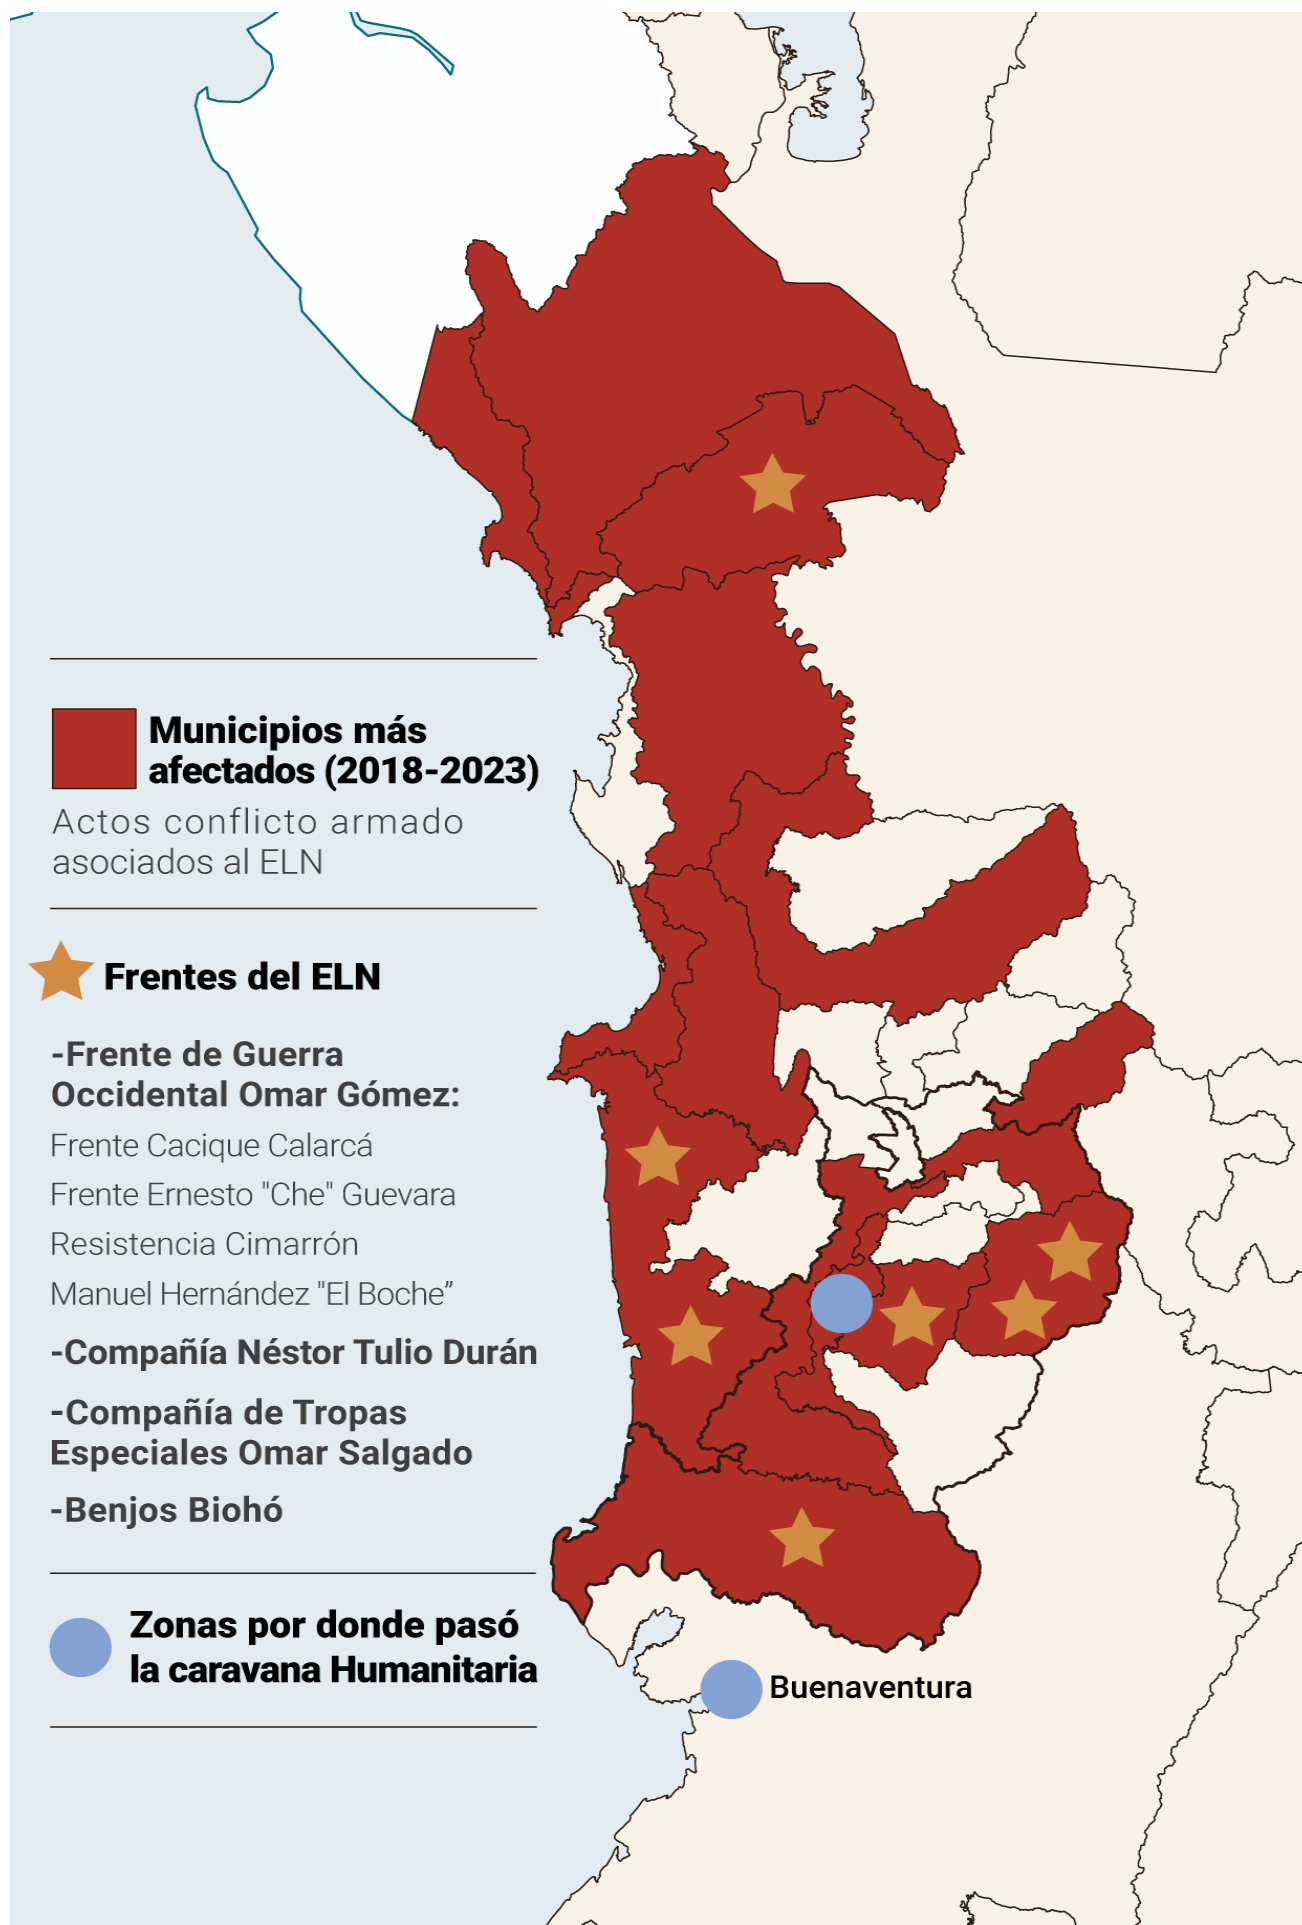 Municipios más
afectados (2018-2023)
Actos conflicto armado
asociados al ELN
Frentes del ELN
-Frente de Guerra
Occidental Omar Gómez:
Frente Cacique Calarcá
Frente Ernesto "Che" Guevara
Resistencia Cimarrón
Manuel Hernández "El Boche”
-Compañía Néstor Tulio Durán
-Compañía de Tropas
Especiales Omar Salgado
-Benjos Biohó
Zonas por donde pasó
la caravana Humanitaria
Buenaventura